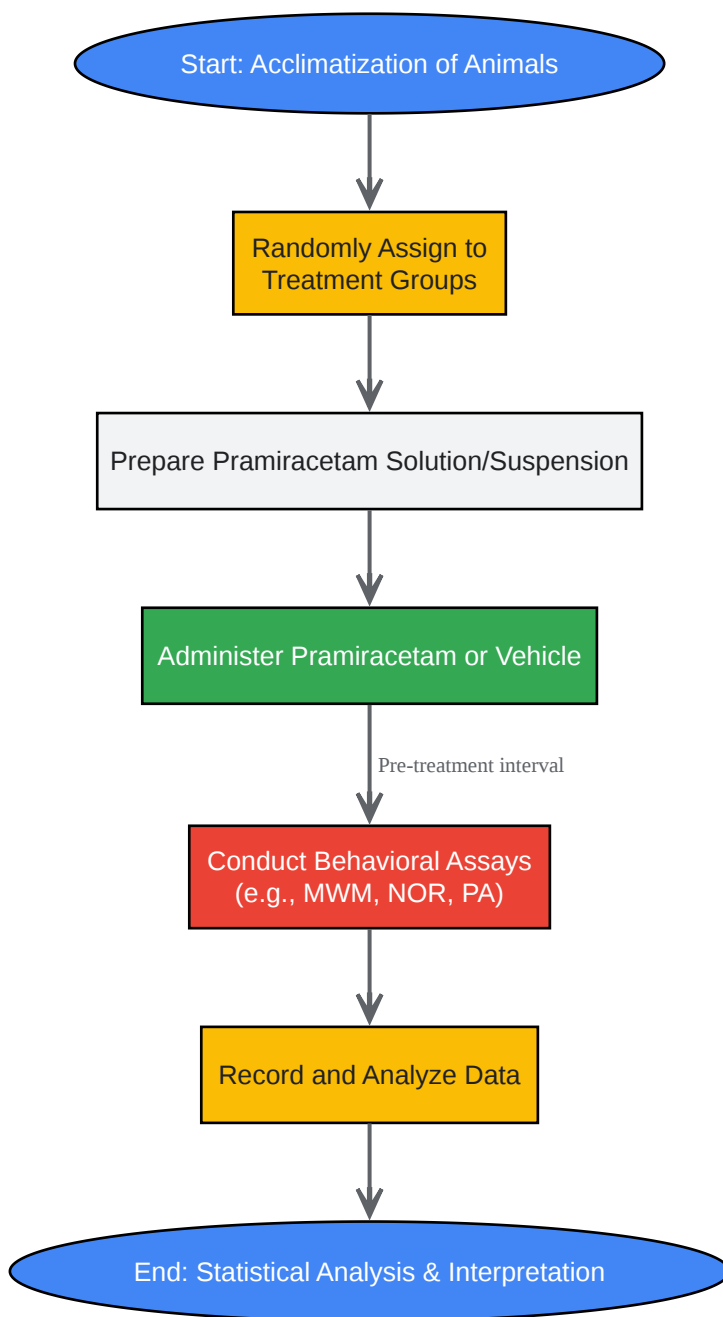 Start: Acclimatization of Animals
Randomly Assign to
Treatment Groups
Prepare Pramiracetam Solution/Suspension
Administer Pramiracetam or Vehicle
Pre-treatment interval
Conduct Behavioral Assays
(e.g., MWM, NOR, PA)
Record and Analyze Data
End: Statistical Analysis & Interpretation